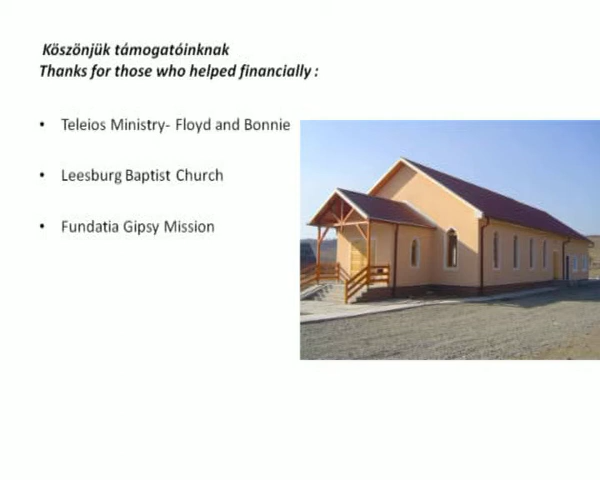 Köszönjük támogatóinknak
Thanks for those who helped financially :
• Teleios Ministry- Floyd and Bonnie
• Leesburg Baptist Church
• Fundatia Gipsy Mission